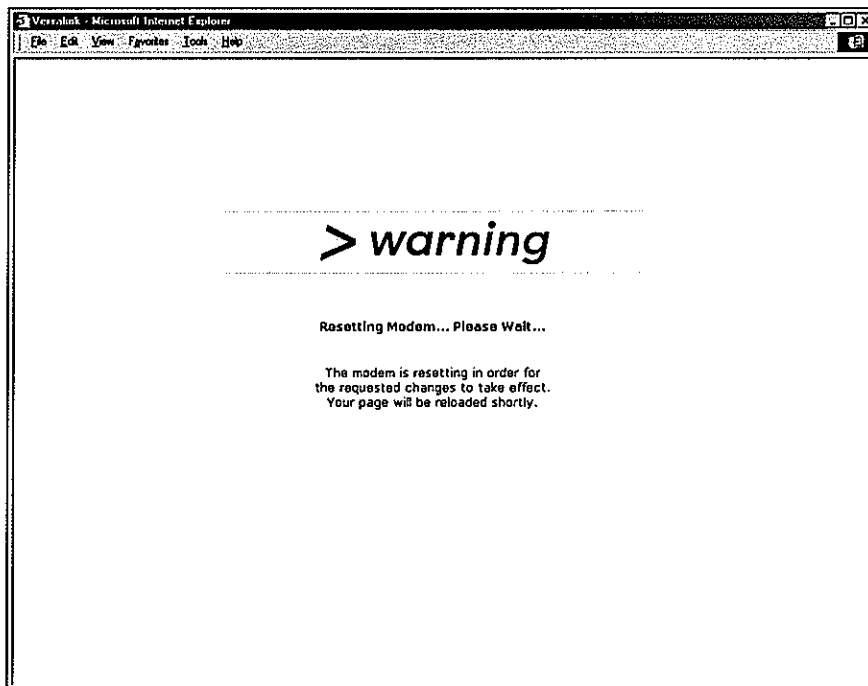 Versalink - Microsoft Internet Explorer
File Edit View Favorites Tools Help
> warning
Resetting Modem... Please Wait...
The modem is resetting in order for
the requested changes to take effect.
Your page will be reloaded shortly.